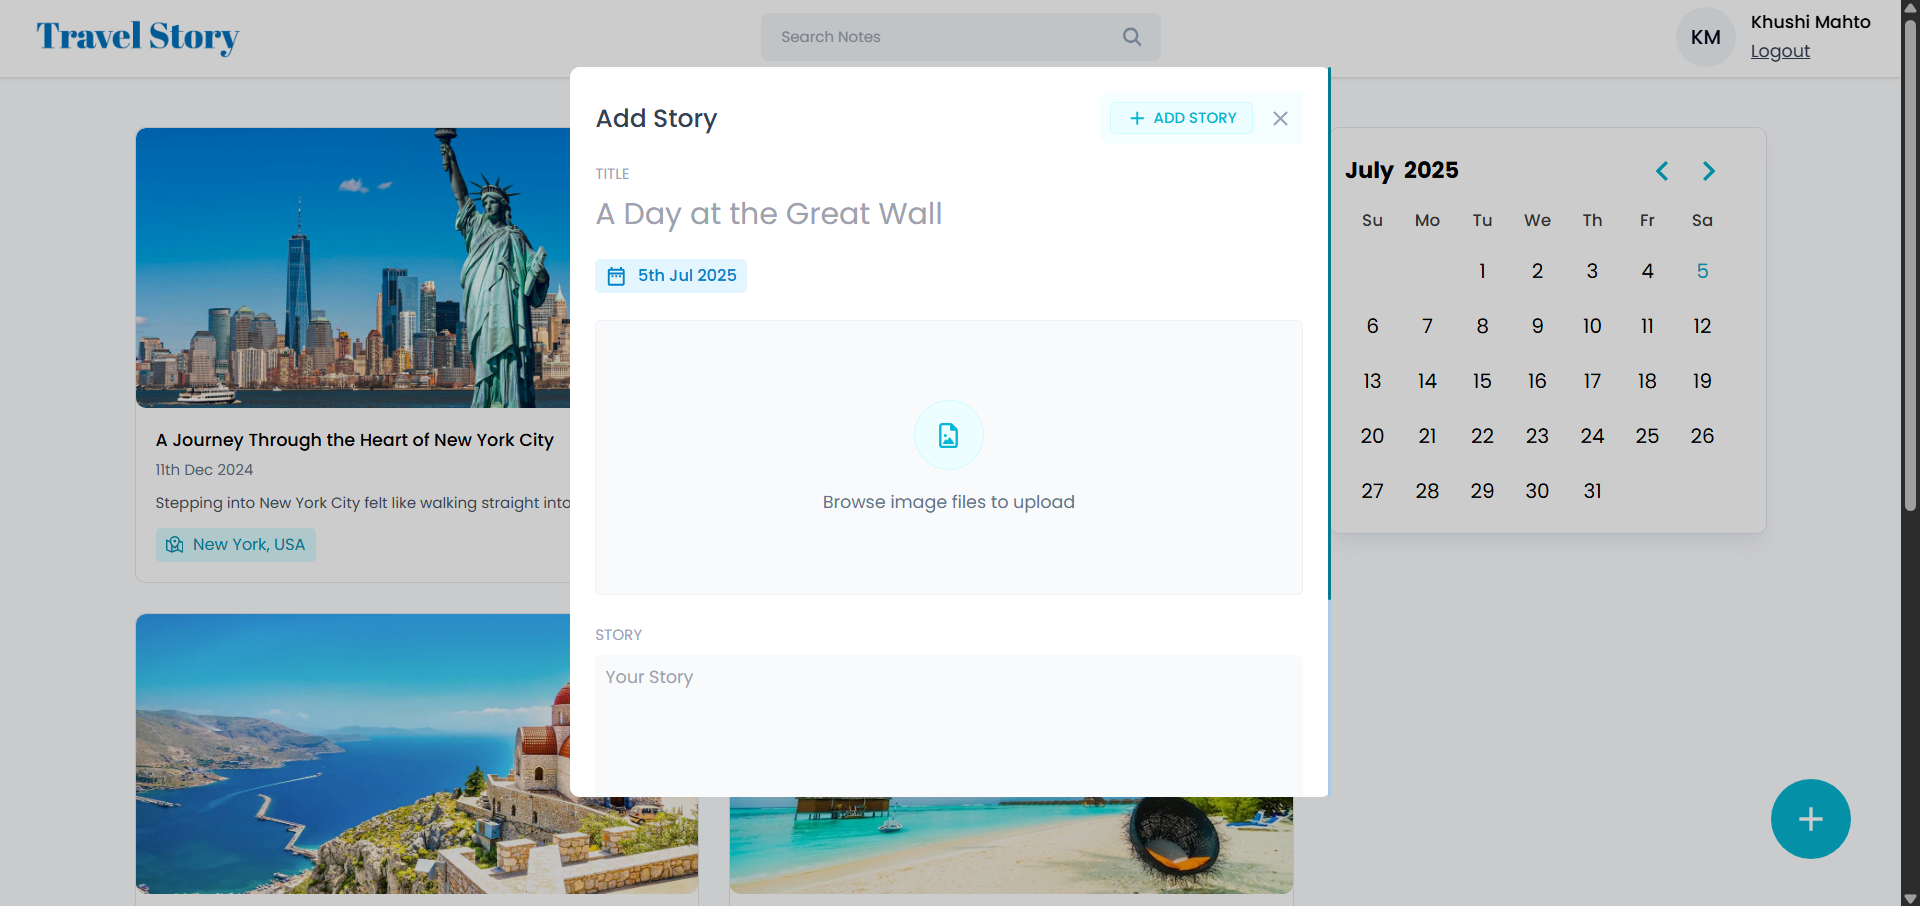 Travel Story
Search Notes
KM
Khushi Mahto
Logout
Add Story
ADD STORY
TITLE
A Day at the Great Wall
5th Jul 2025
Browse image files to upload
STORY
Your Story
A Journey Through the Heart of New York City
11th Dec 2024
Stepping into New York City felt like walking straight into
New York, USA
July 2025
Su Mo Tu We Th Fr Sa
1 2 3 4 5
6 7 8 9 10 11 12
13 14 15 16 17 18 19
20 21 22 23 24 25 26
27 28 29 30 31